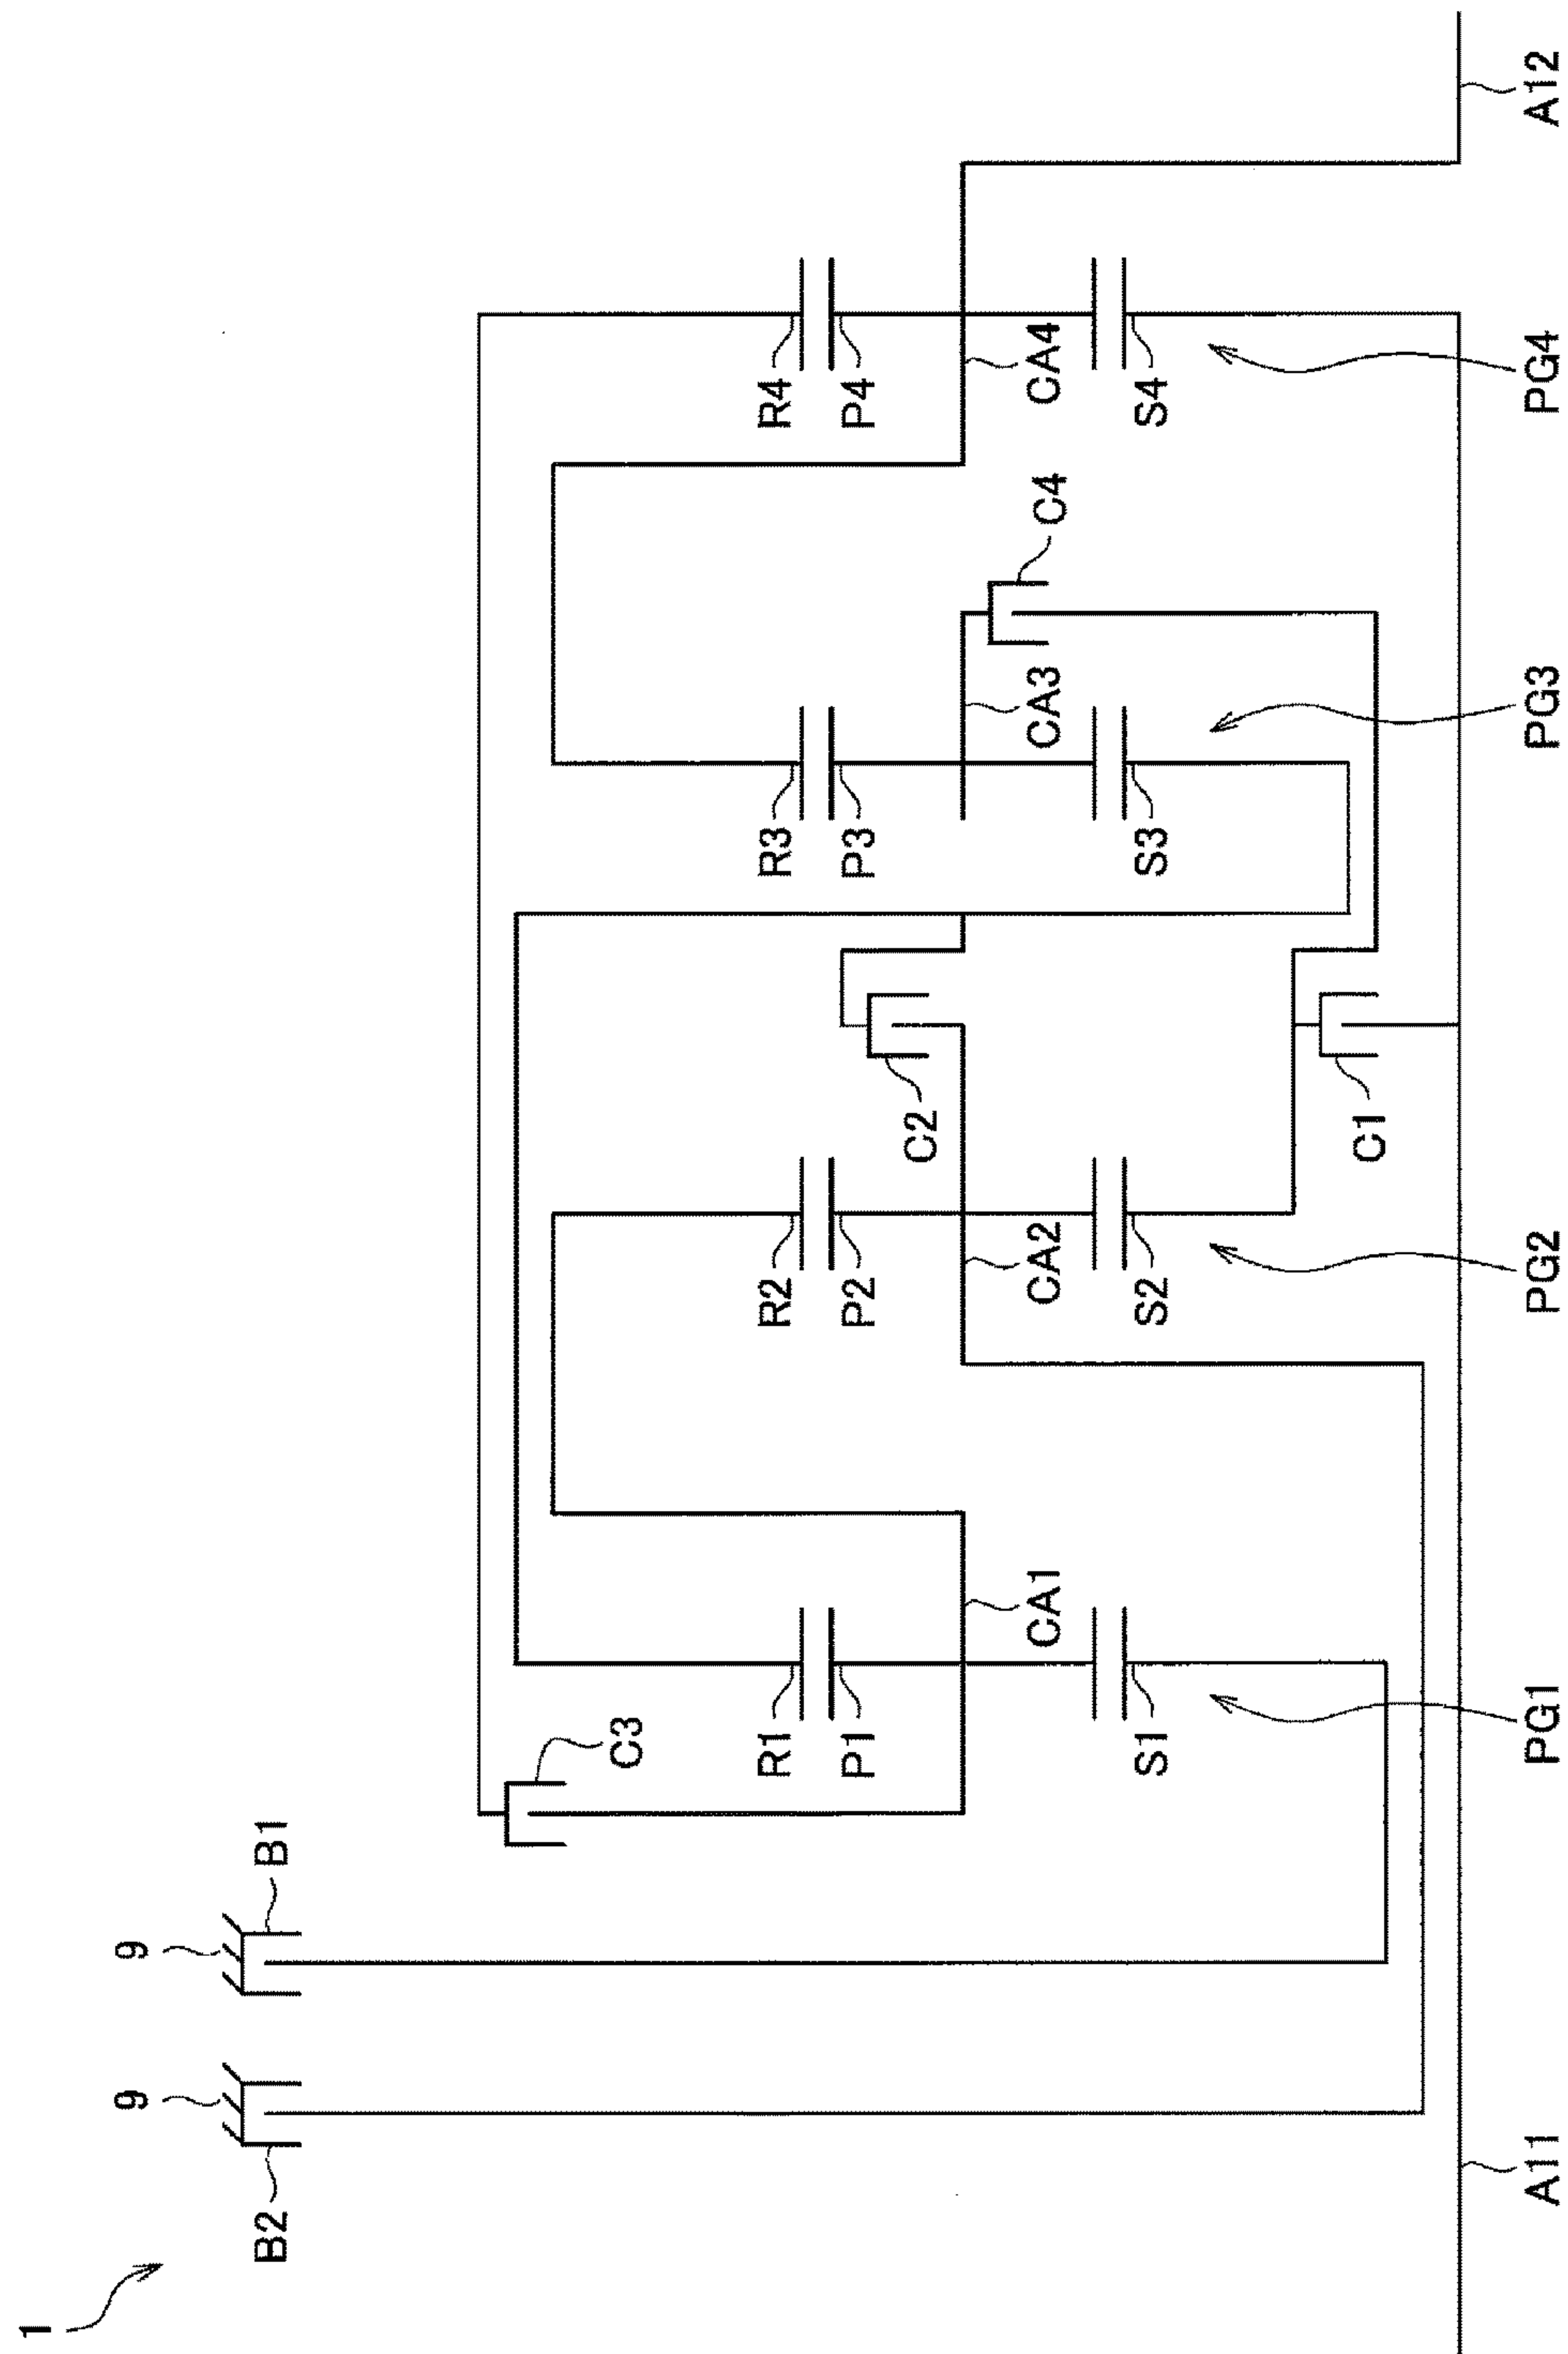 1
B2
9
9
B1
C3
R1
P1
CA1
S1
R2
P2
CA2
S2
C2
C1
R3
P3
CA3
S3
C4
R4
P4
CA4
S4
A11
PG1
PG2
PG3
PG4
A12